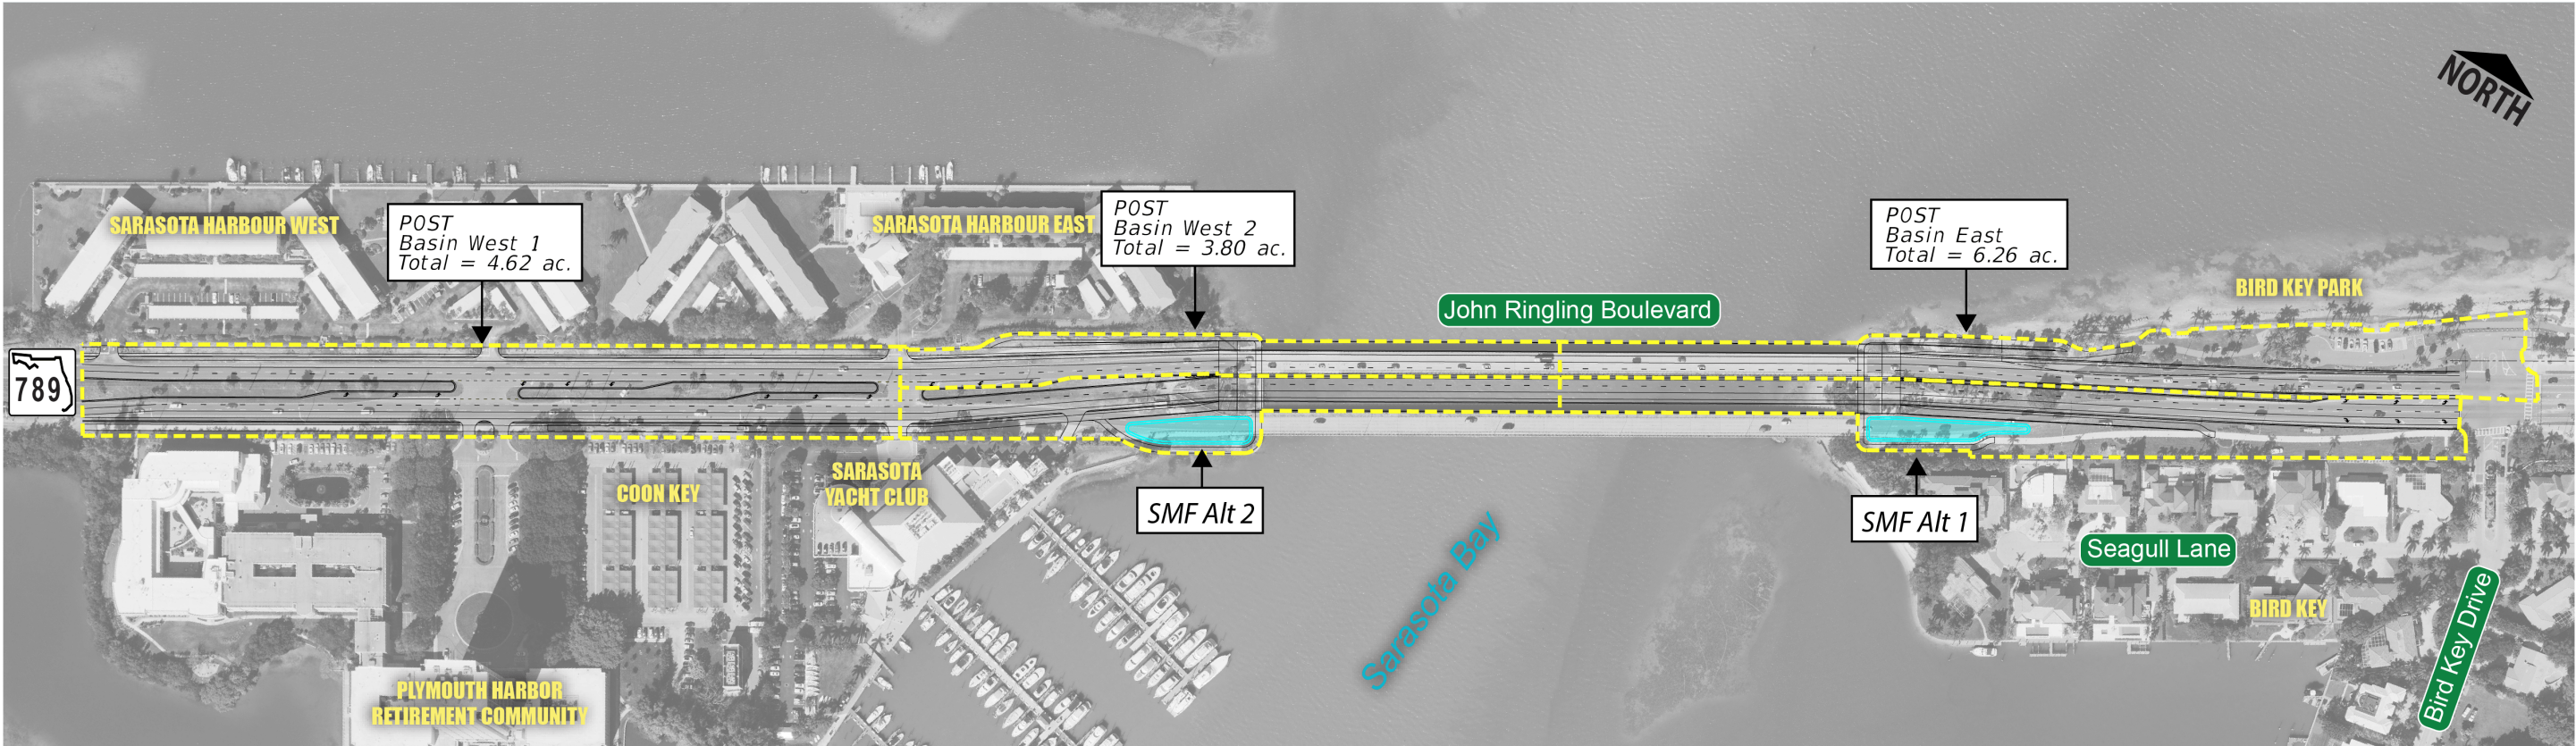 NORTH
SARASOTA HARBOUR WEST
POST
Basin West 1
Total = 4.62 ac.
SARASOTA HARBOUR EAST
POST
Basin West 2
Total = 3.80 ac.
John Ringling Boulevard
POST
Basin East
Total = 6.26 ac.
BIRD KEY PARK
789
COON KEY
SARASOTA
YACHT CLUB
SMF Alt 2
Sarasota Bay
SMF Alt 1
Seagull Lane
BIRD KEY
Bird Key Drive
PLYMOUTH HARBOR
RETIREMENT COMMUNITY